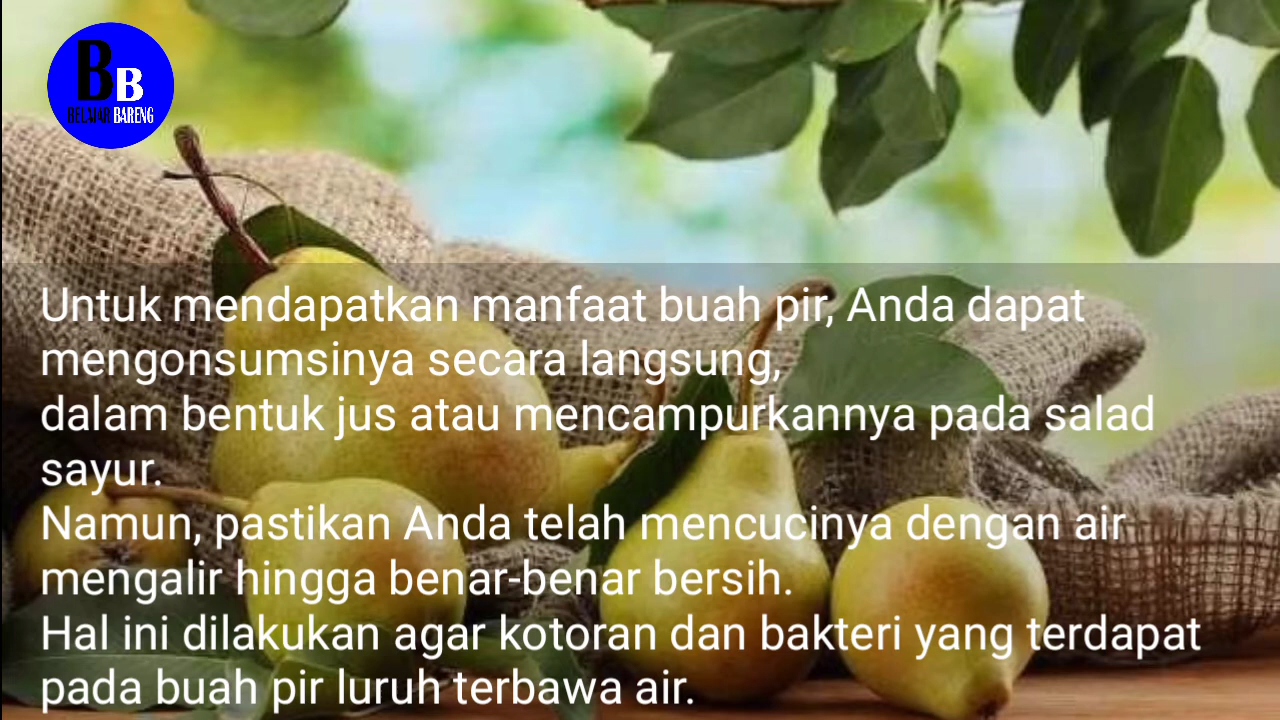 BB
BELAJAR BARENG
Untuk mendapatkan manfaat buah pir, Anda dapat
mengonsumsinya secara langsung,
dalam bentuk jus atau mencampurkannya pada salad
sayur.
Namun, pastikan Anda telah mencucinya dengan air
mengalir hingga benar-benar bersih.
Hal ini dilakukan agar kotoran dan bakteri yang terdapat
pada buah pir luruh terbawa air.